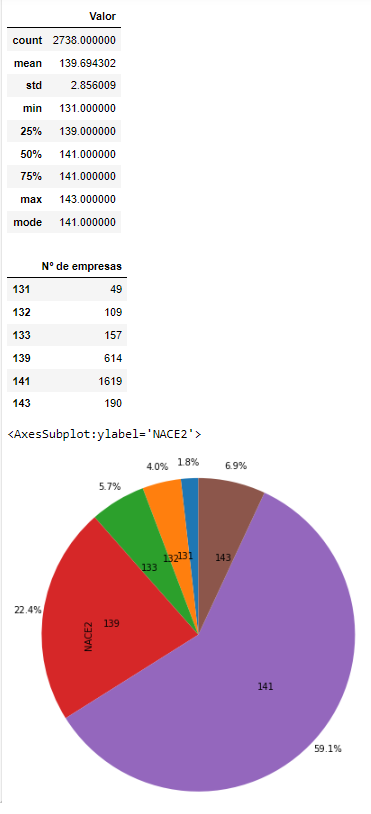 Valor
count 2738.000000
mean 139.694302
std 2.856009
min 131.000000
25% 139.000000
50% 141.000000
75% 141.000000
max 143.000000
mode 141.000000
Nº de empresas
131 49
132 109
133 157
139 614
141 1619
143 190
<AxesSubplot:ylabel='NACE2'>
4.0% 1.8% 6.9%
5.7%
132 131 143
133
22.4% 139
NACE2
141
59.1%